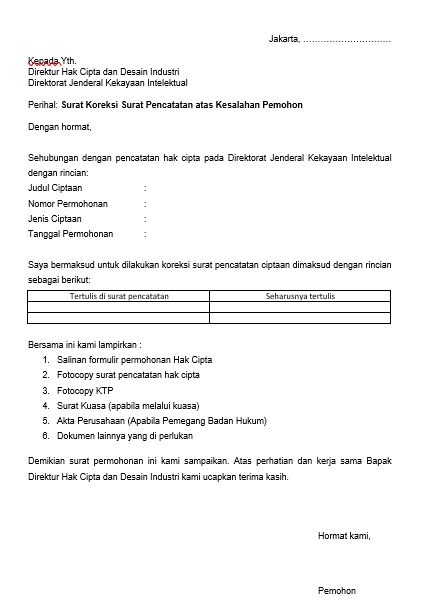 Jakarta, ..............................
Kepada Yth.
Direktur Hak Cipta dan Desain Industri
Direktorat Jenderal Kekayaan Intelektual
Perihal: Surat Koreksi Surat Pencatatan atas Kesalahan Pemohon
Dengan hormat,
Sehubungan dengan pencatatan hak cipta pada Direktorat Jenderal Kekayaan Intelektual
dengan rincian:
Judul Ciptaan :
Nomor Permohonan :
Jenis Ciptaan :
Tanggal Permohonan :
Saya bermaksud untuk dilakukan koreksi surat pencatatan ciptaan dimaksud dengan rincian
sebagai berikut:
Tertulis di surat pencatatan Seharusnya tertulis
Bersama ini kami lampirkan :
1. Salinan formulir permohonan Hak Cipta
2. Fotocopy surat pencatatan hak cipta
3. Fotocopy KTP
4. Surat Kuasa (apabila melalui kuasa)
5. Akta Perusahaan (Apabila Pemegang Badan Hukum)
6. Dokumen lainnya yang di perlukan
Demikian surat permohonan ini kami sampaikan. Atas perhatian dan kerja sama Bapak
Direktur Hak Cipta dan Desain Industri kami ucapkan terima kasih.
Hormat kami,
Pemohon